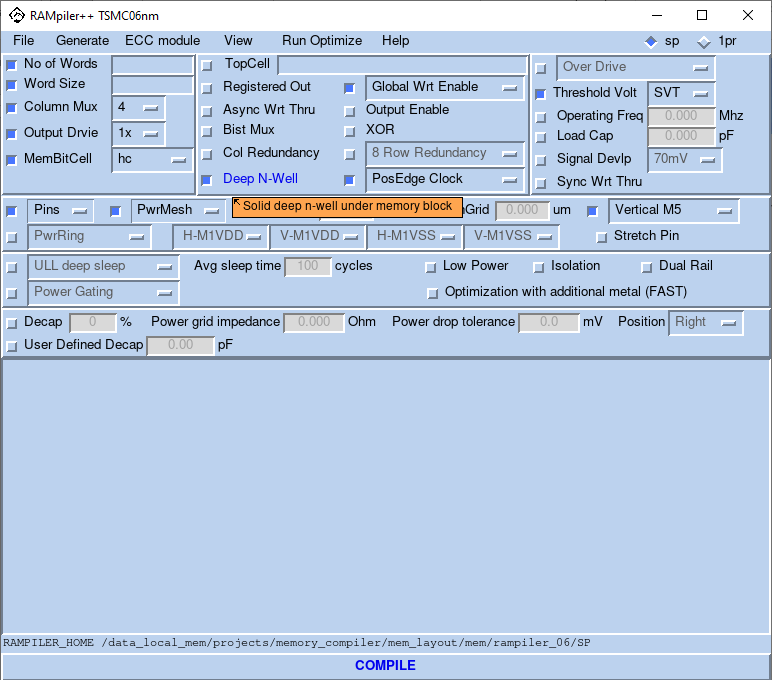 RAMpiler++ TSMC06nm
File Generate ECC module View Run Optimize Help sp 1pr
No of Words TopCell Over Drive
Word Size Registered Out Global Wrt Enable Threshold Volt SVT
Column Mux 4 Async Wrt Thru Output Enable Operating Freq 0.000 Mhz
Output Drvie 1x Bist Mux XOR Load Cap 0.000 pF
MemBitCell hc Col Redundancy 8 Row Redundancy Signal Devlp 70mV
Deep N-Well PosEdge Clock Sync Wrt Thru
Pins PwrMesh Solid deep n-well under memory block nGrid 0.000 um Vertical M5
PwrRing H-M1VDD V-M1VDD H-M1VSS V-M1VSS Stretch Pin
ULL deep sleep Avg sleep time 100 cycles Low Power Isolation Dual Rail
Power Gating Optimization with additional metal (FAST)
Decap 0 % Power grid impedance 0.000 Ohm Power drop tolerance 0.0 mV Position Right
User Defined Decap 0.00 pF
RAMPILER_HOME /data_local_mem/projects/memory_compiler/mem_layout/mem/rampiler_06/SP
COMPILE